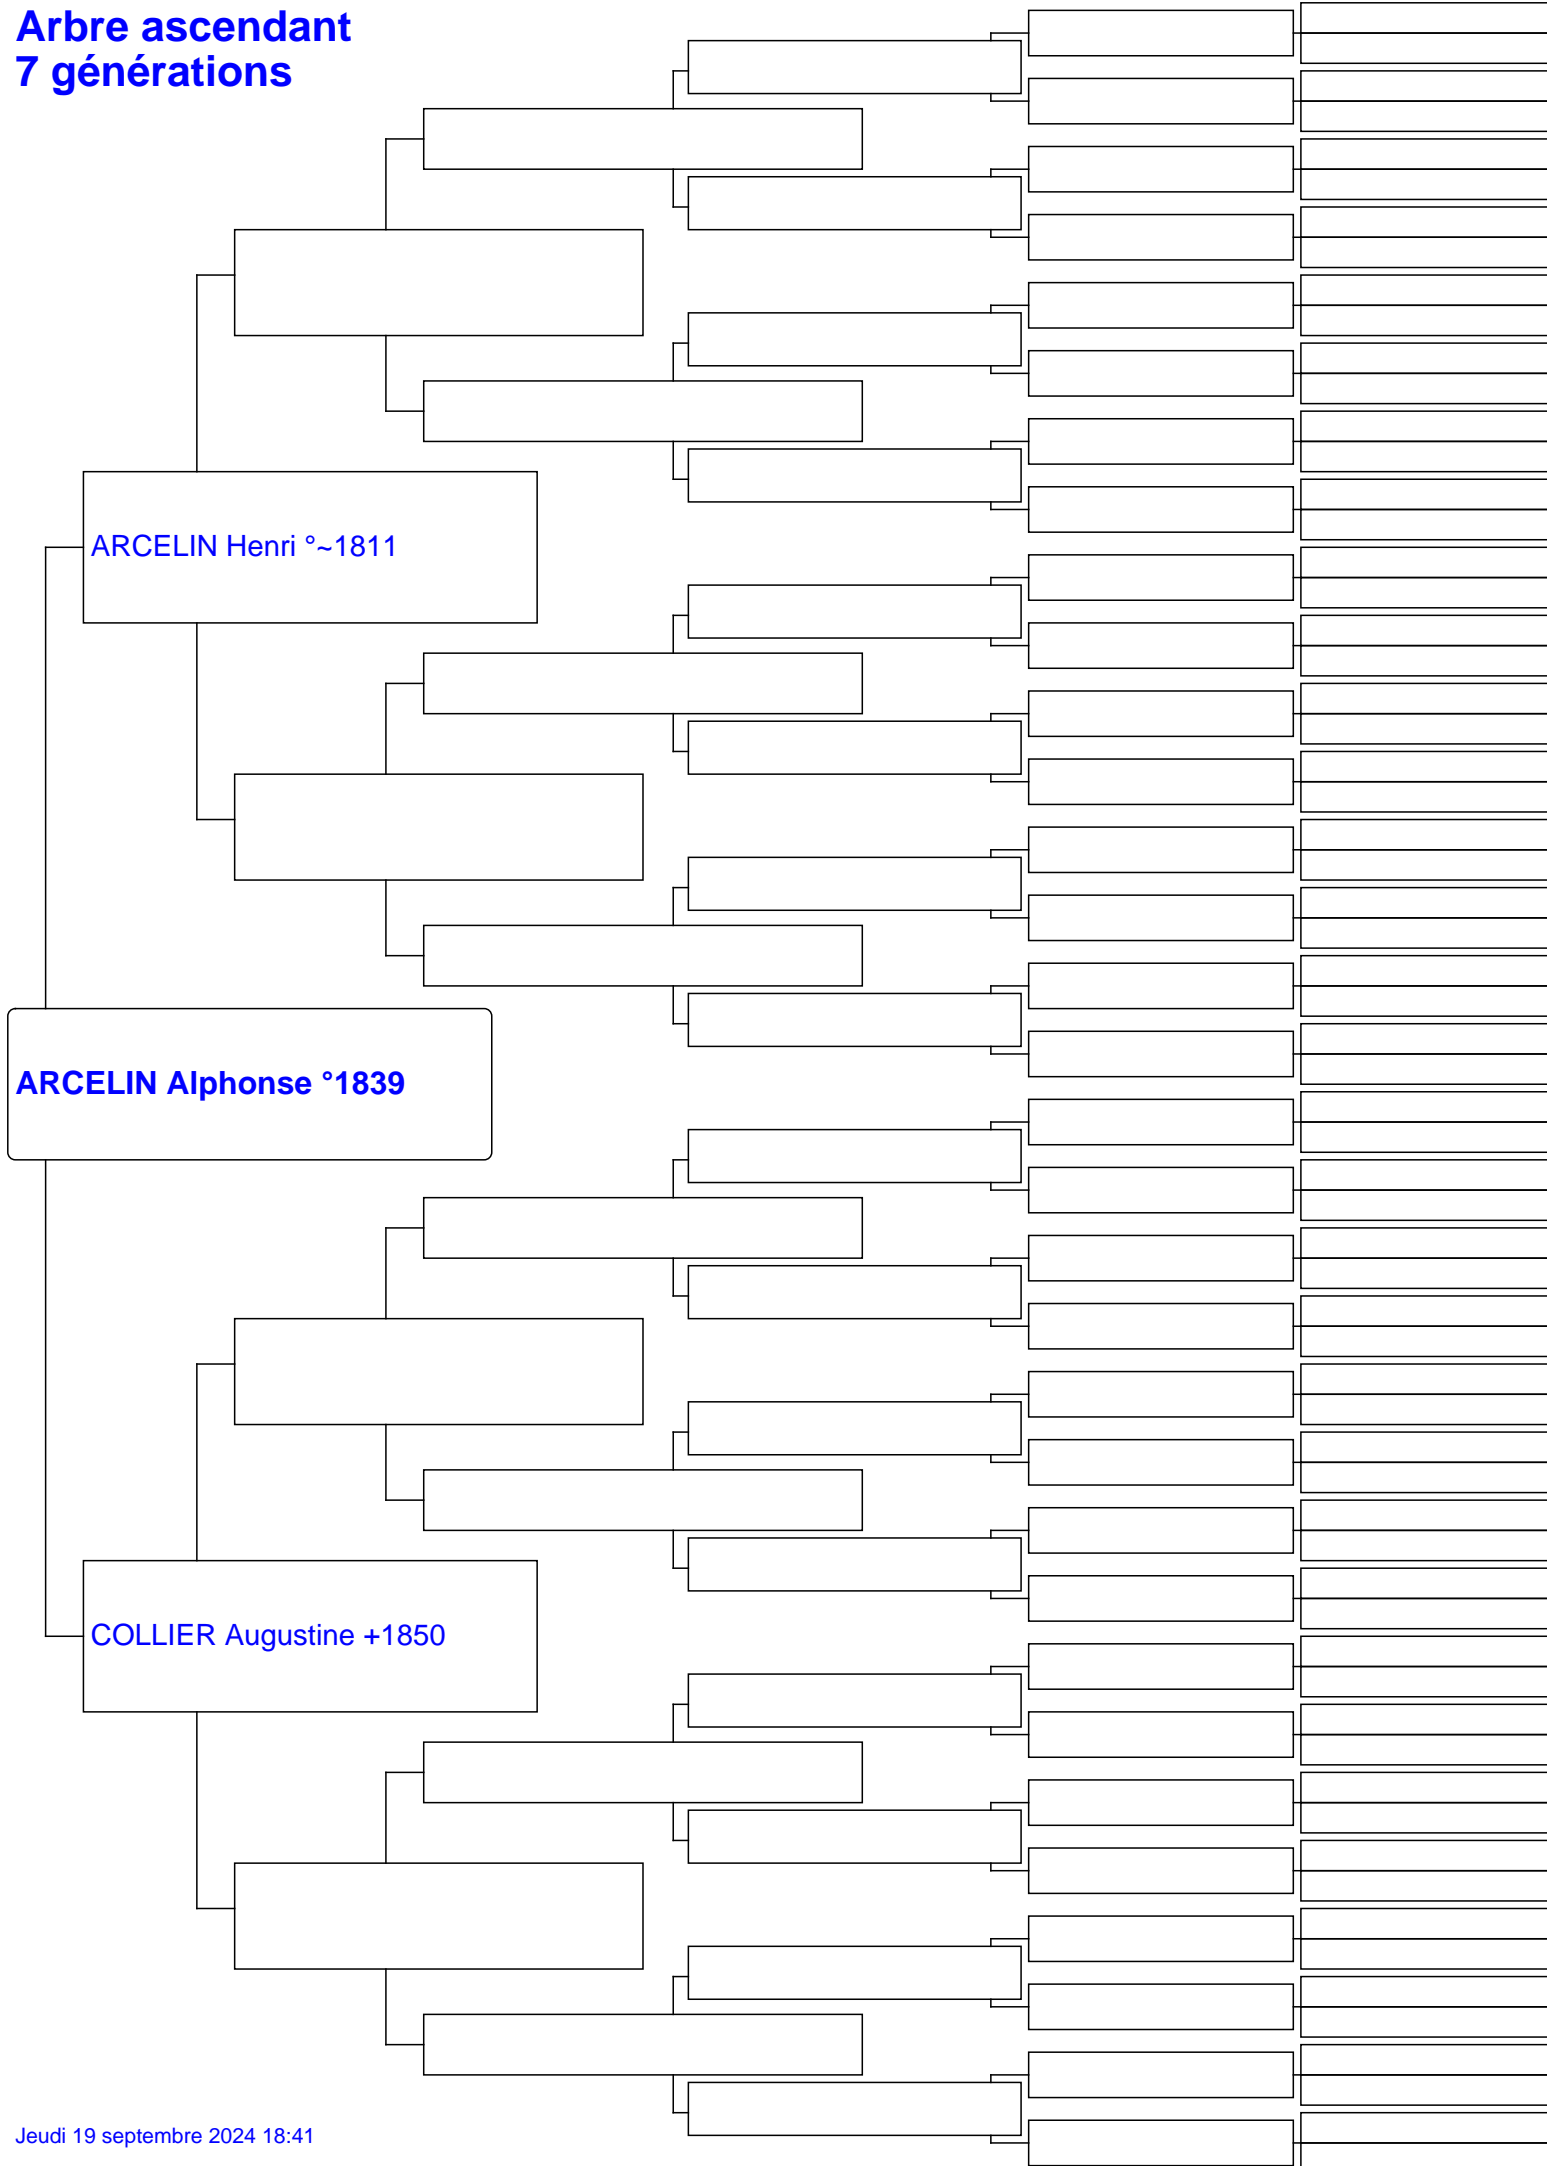 Arbre ascendant
7 générations
ARCELIN Henri °~1811
ARCELIN Alphonse °1839
COLLIER Augustine +1850
Jeudi 19 septembre 2024 18:41